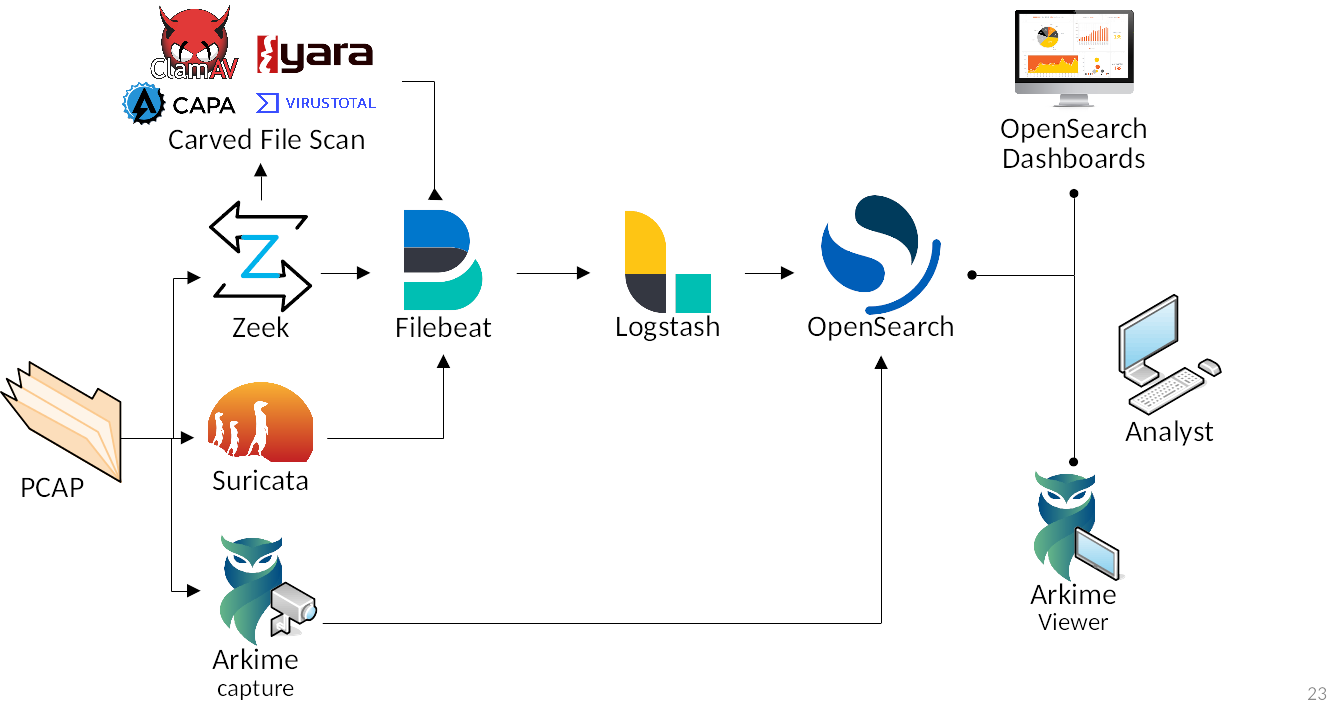 ClamAV
yara
CAPA
VIRUSTOTAL
Carved File Scan
OpenSearch
Dashboards
Zeek
Filebeat
Logstash
OpenSearch
Analyst
PCAP
Suricata
Arkime
Viewer
Arkime
capture
23